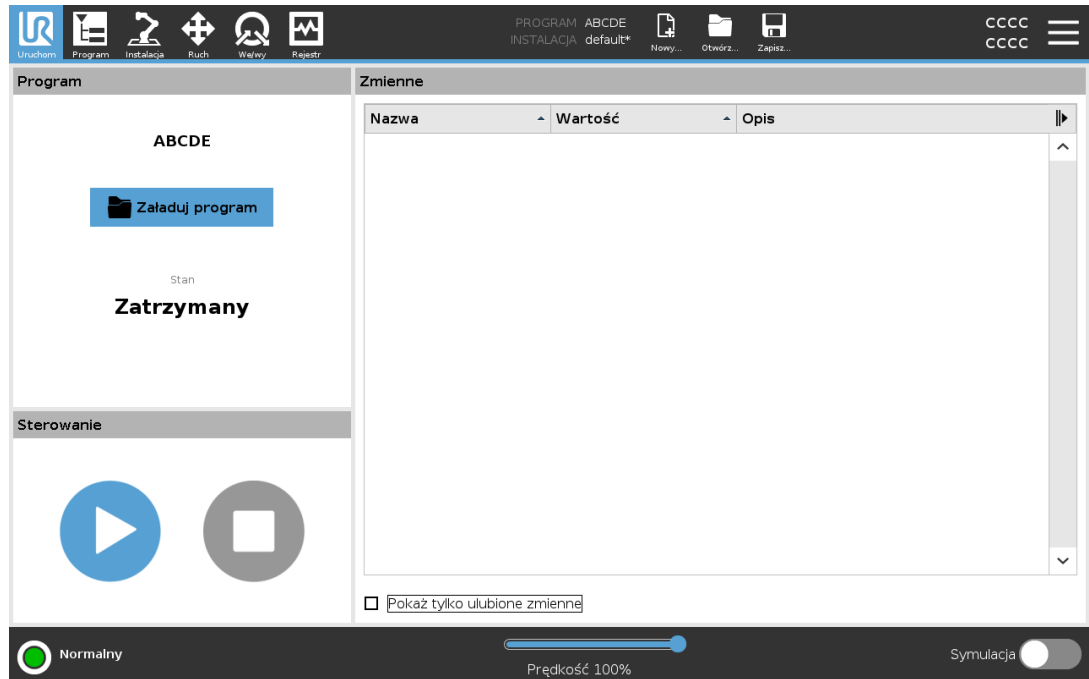 PROGRAM ABCDE
INSTALACJA default*
CCCC
CCCC
Uruchom Program Instalacja Ruch We/wy Rejestr Nowy... Otwórz... Zapisz...
Program
ABCDE
Załaduj program
Stan
Zatrzymany
Sterowanie
Zmienne
Nazwa Wartość Opis
Pokaż tylko ulubione zmienne
Normalny
Prędkość 100%
Symulacja